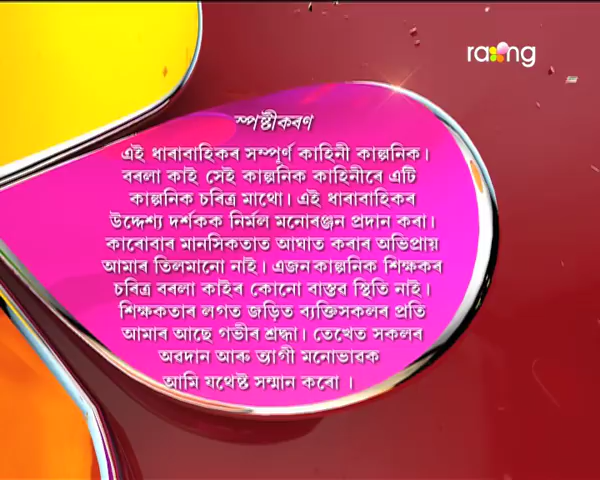 rang
স্পষ্টীকৰণ
এই ধাৰাবাহিকৰ সম্পূৰ্ণ কাহিনী কাল্পনিক।
বৰলা কাই সেই কাল্পনিক কাহিনীৰে এটি
কাল্পনিক চৰিত্ৰ মাথো। এই ধাৰাবাহিকৰ
উদ্দেশ্য দৰ্শকক নিৰ্মল মনোৰঞ্জন প্ৰদান কৰা।
কাৰোবাৰ মানসিকতাত আঘাত কৰাৰ অভিপ্ৰায়
আমাৰ তিলমানো নাই। এজন কাল্পনিক শিক্ষকৰ
চৰিত্ৰ বৰলা কাইৰ কোনো বাস্তৱ স্থিতি নাই।
শিক্ষকতাৰ লগত জড়িত ব্যক্তিসকলৰ প্ৰতি
আমাৰ আছে গভীৰ শ্ৰদ্ধা। তেখেত সকলৰ
অৱদান আৰু ত্যাগী মনোভাৱক
আমি যথেষ্ট সন্মান কৰো ।